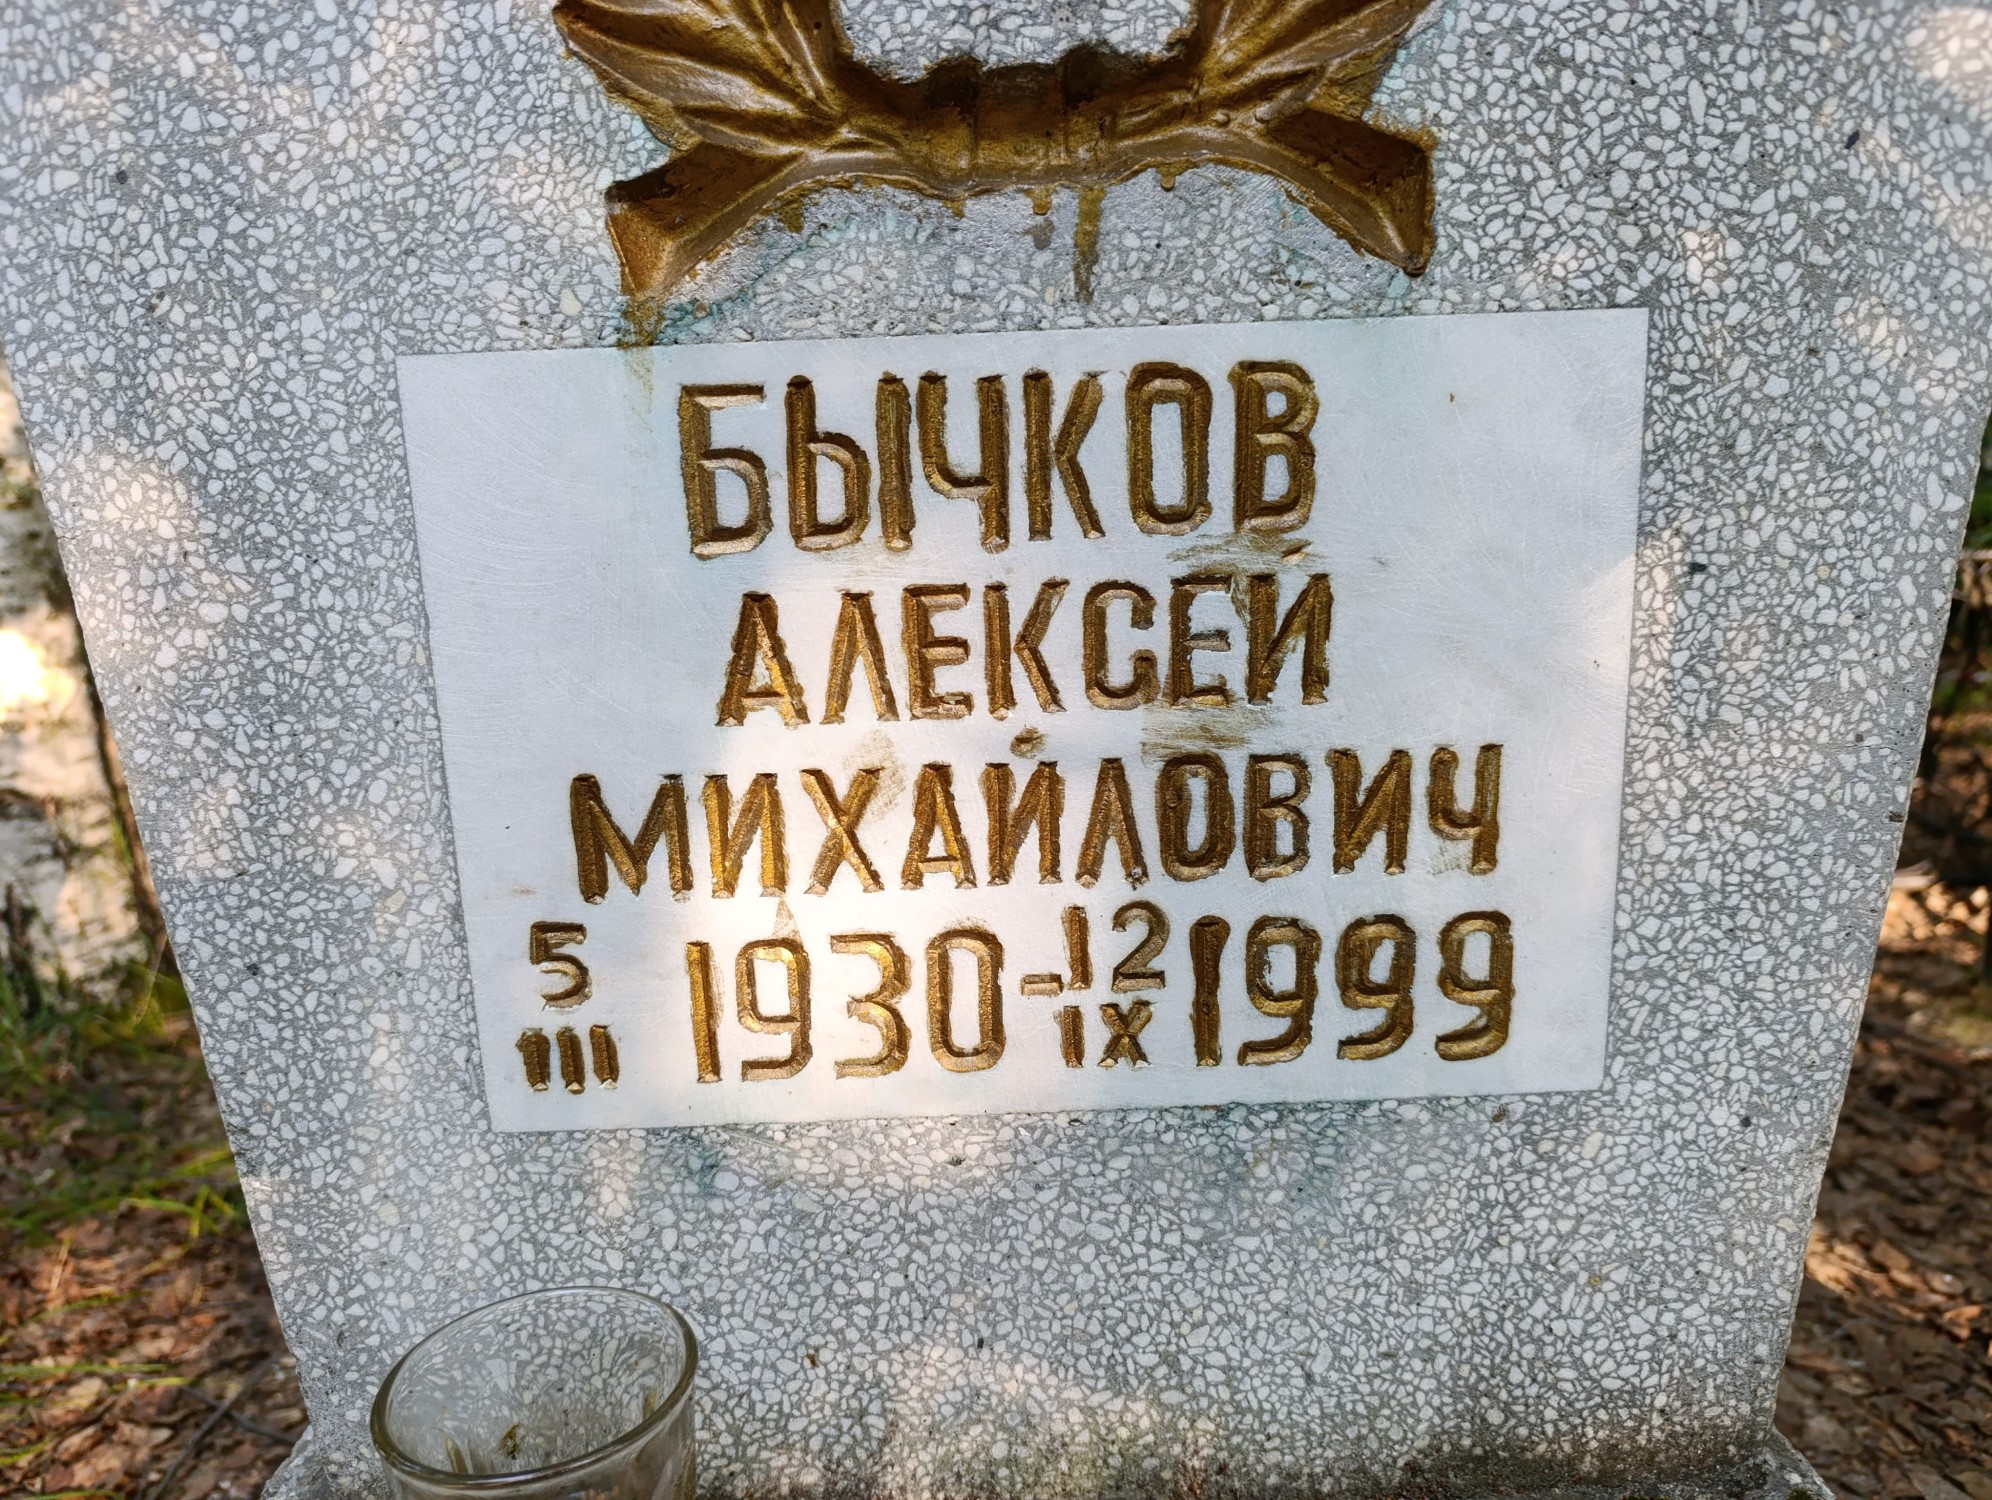 БЫЧКОВ
АЛЕКСЕЙ
МИХАЙЛОВИЧ
5 III 1930 - 12 IX 1999